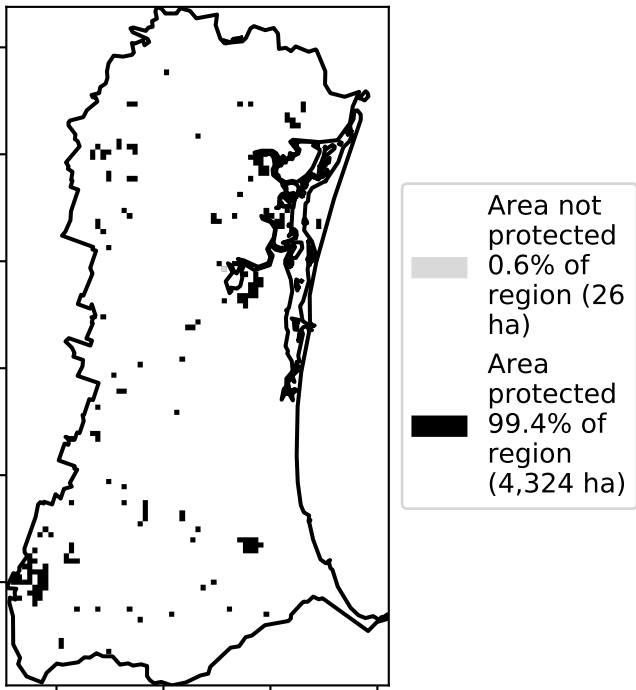 Area not
protected
0.6% of
region (26
ha)
Area
protected
99.4% of
region
(4,324 ha)